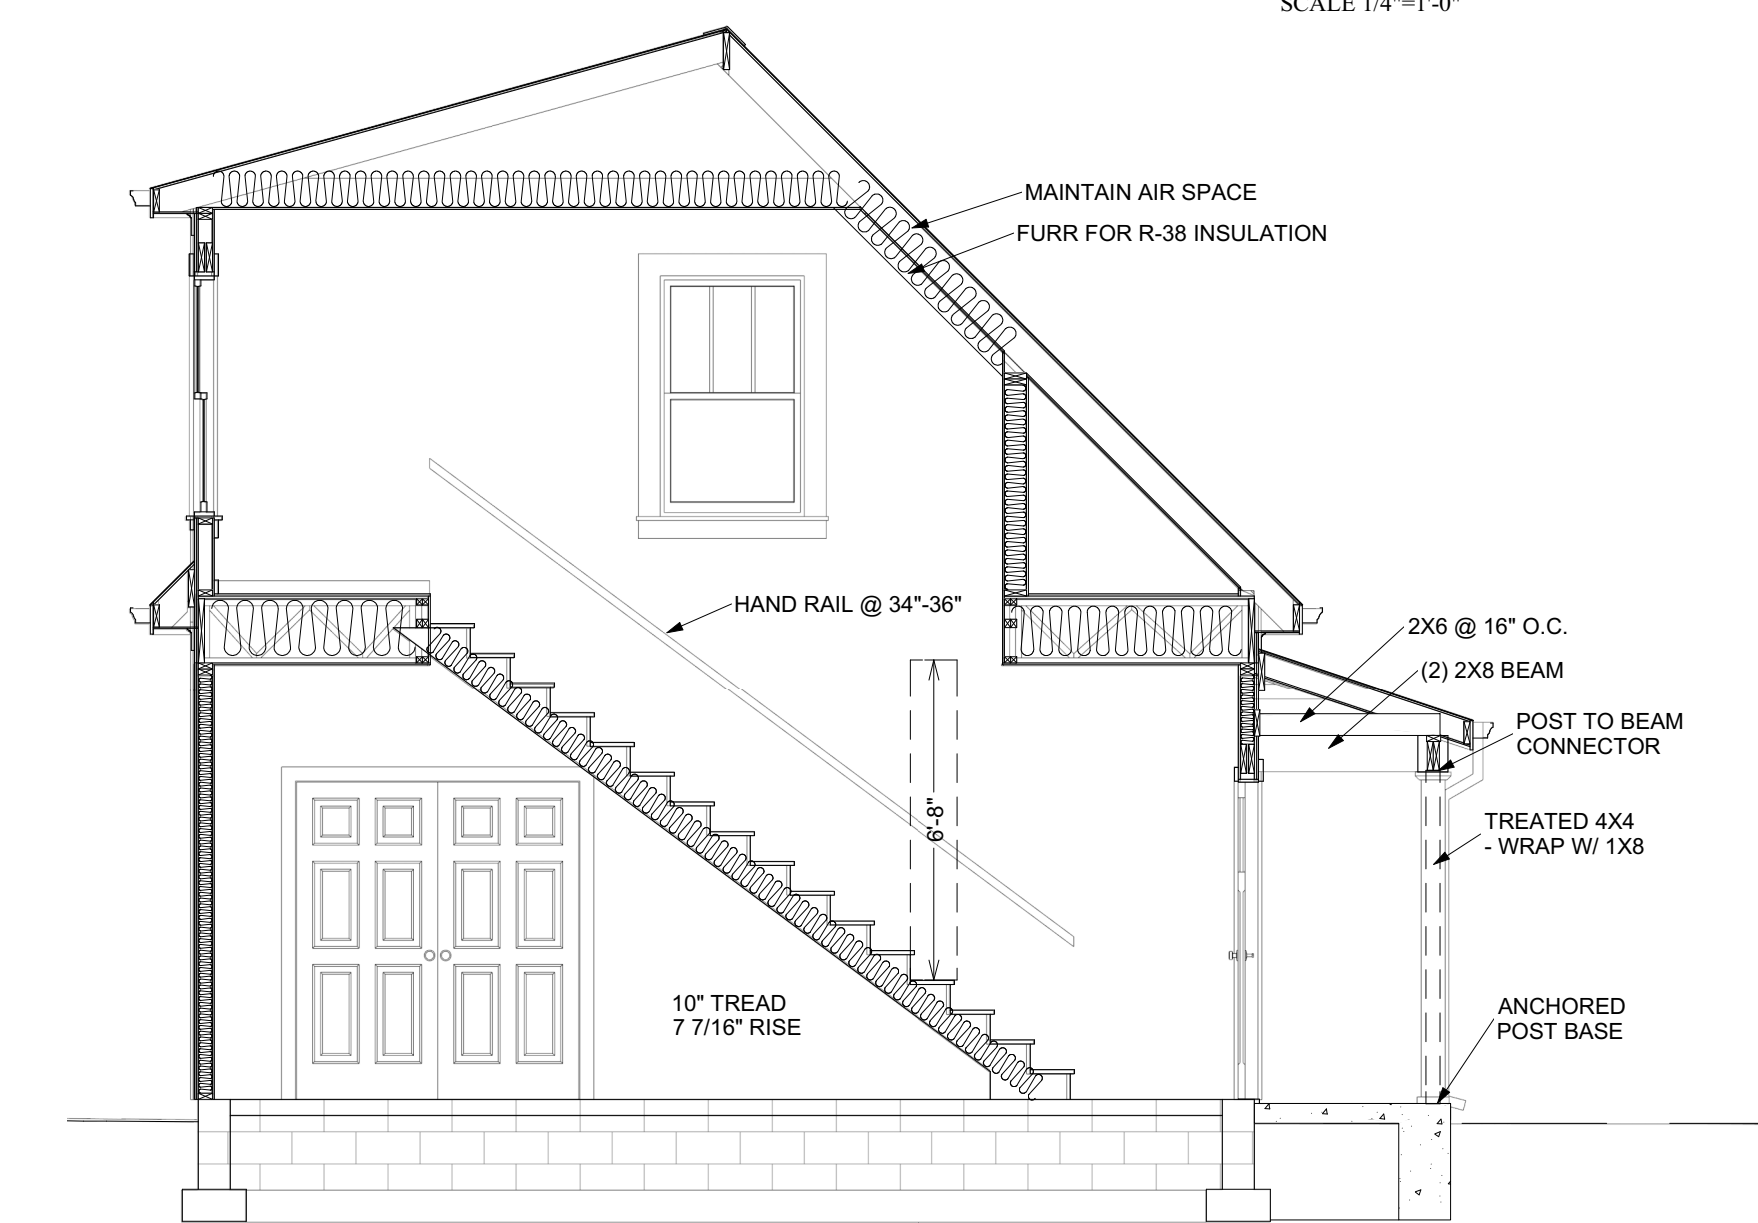 SCALE 1/4"=1'-0"
MAINTAIN AIR SPACE
FURR FOR R-38 INSULATION
HAND RAIL @ 34"-36"
2X6 @ 16" O.C.
(2) 2X8 BEAM
POST TO BEAM
CONNECTOR
6'-8"
TREATED 4X4
- WRAP W/ 1X8
10" TREAD
7 7/16" RISE
ANCHORED
POST BASE